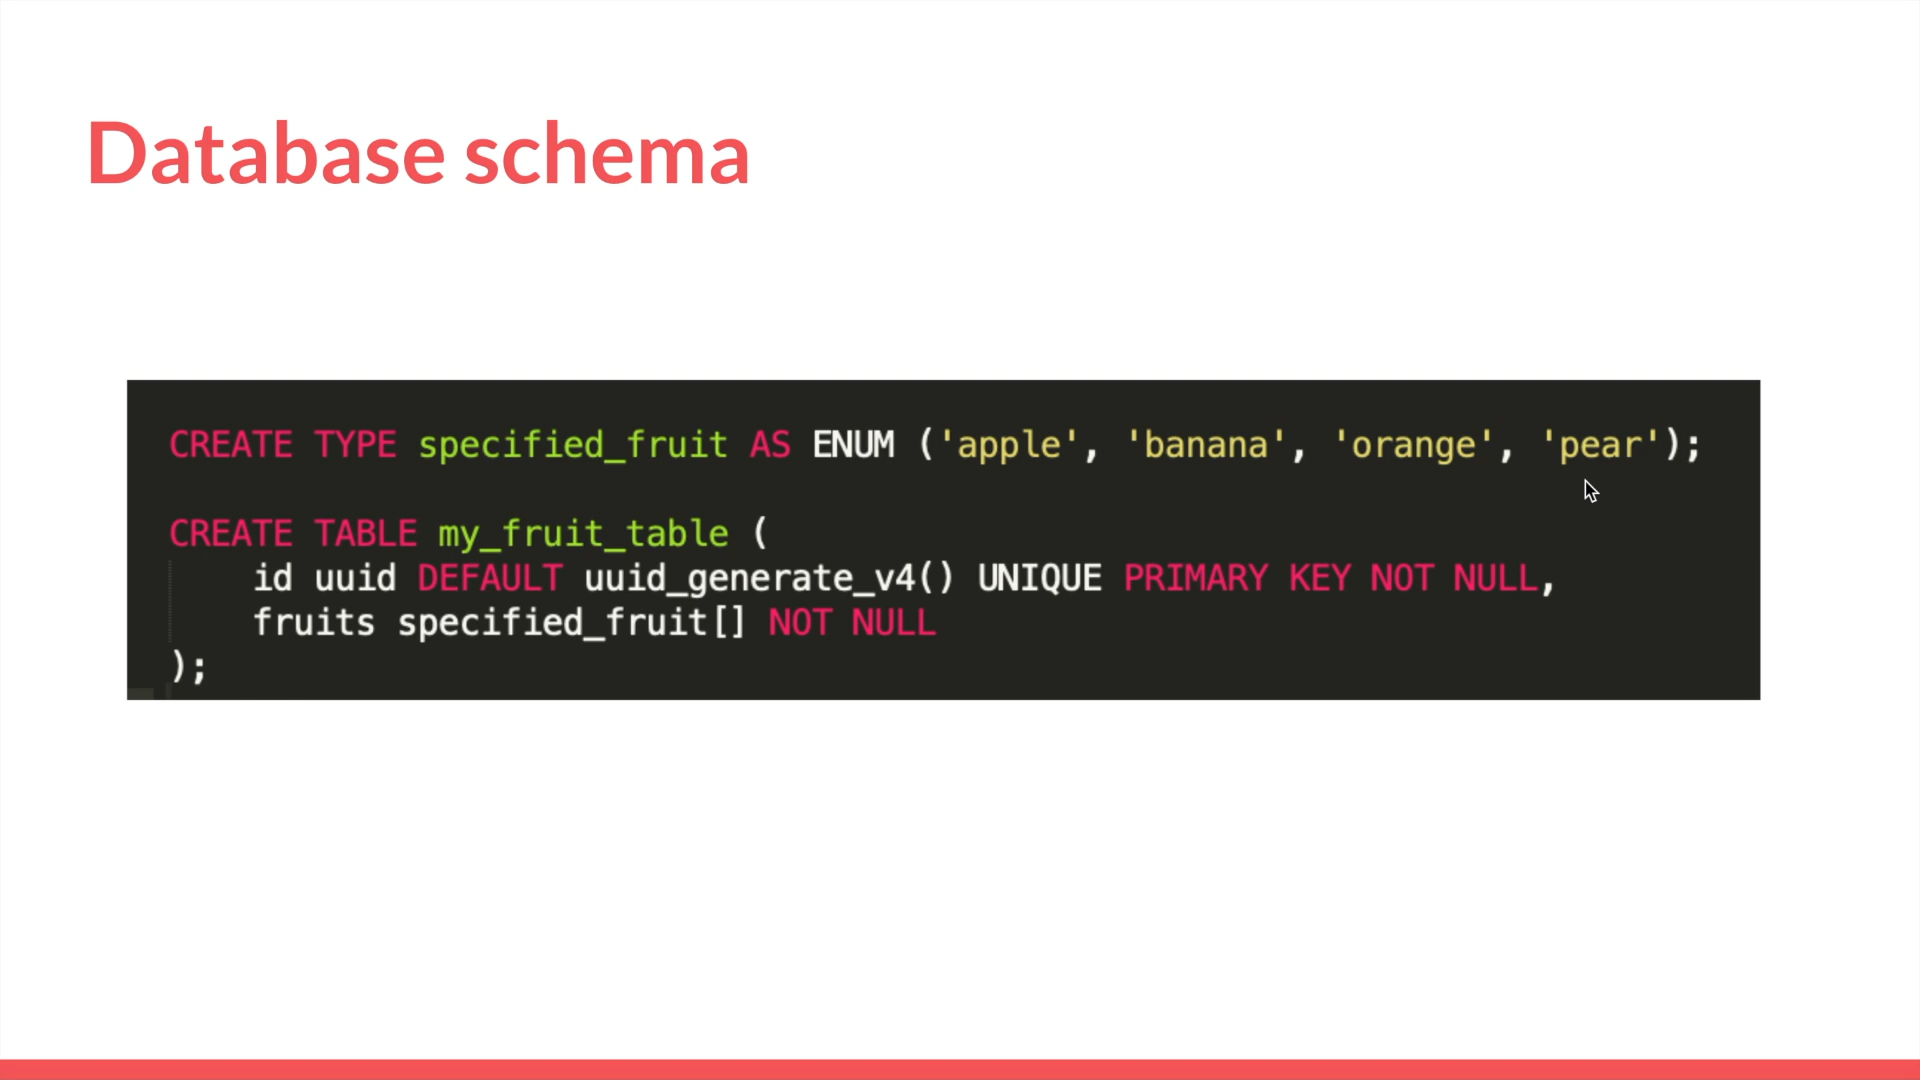 Database schema
CREATE TYPE specified_fruit AS ENUM ('apple', 'banana', 'orange', 'pear');
CREATE TABLE my_fruit_table (
id uuid DEFAULT uuid_generate_v4() UNIQUE PRIMARY KEY NOT NULL,
fruits specified_fruit[] NOT NULL
);